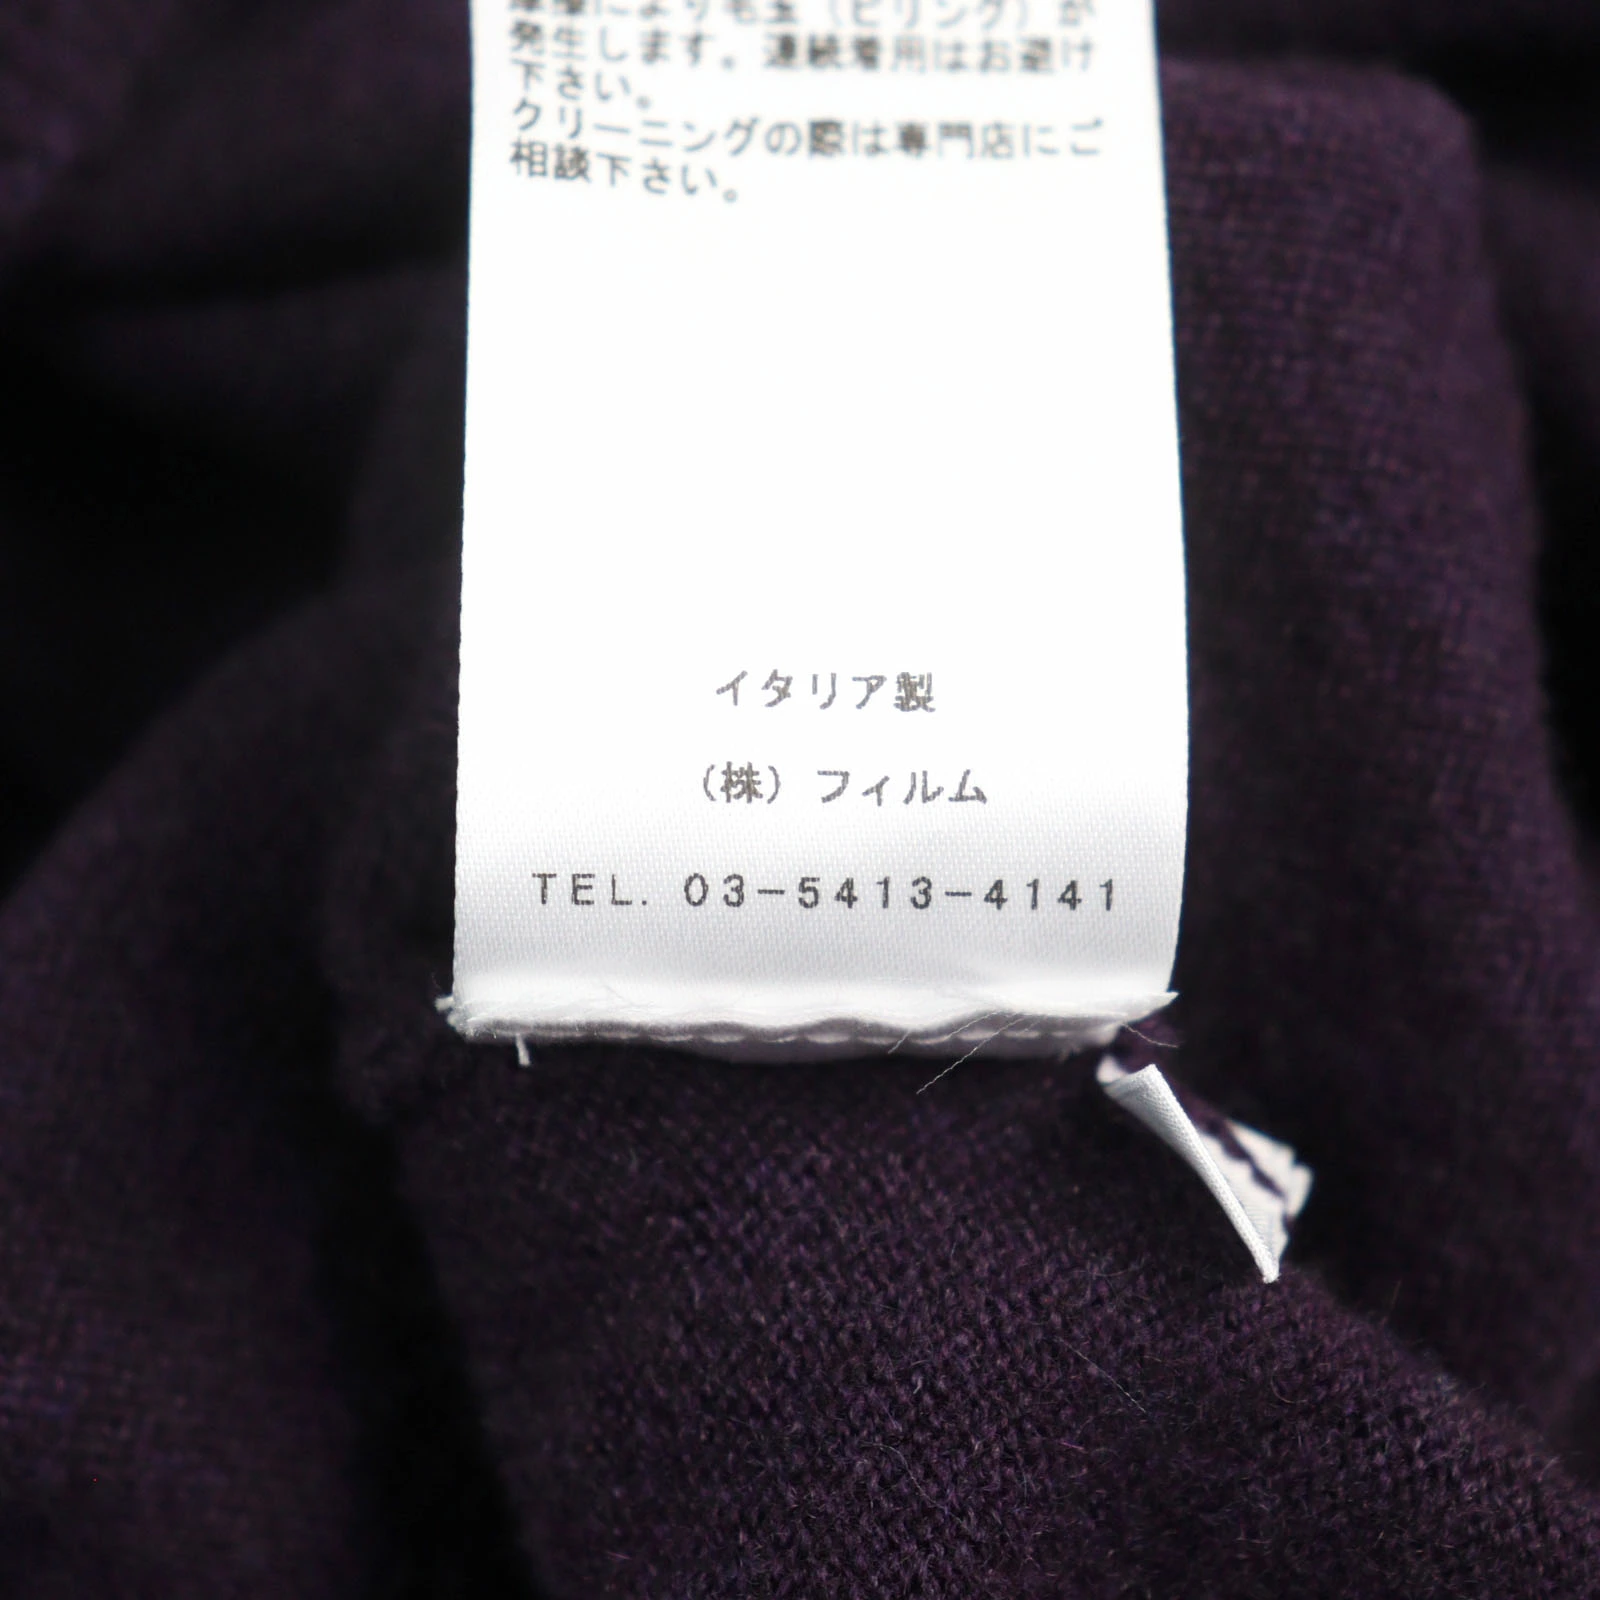 により毛玉（ピリング）が
発生します。連続着用はお避け
下さい。
クリーニングの際は専門店にご
相談下さい。
イタリア製
（株）フィルム
TEL. 03-5413-4141